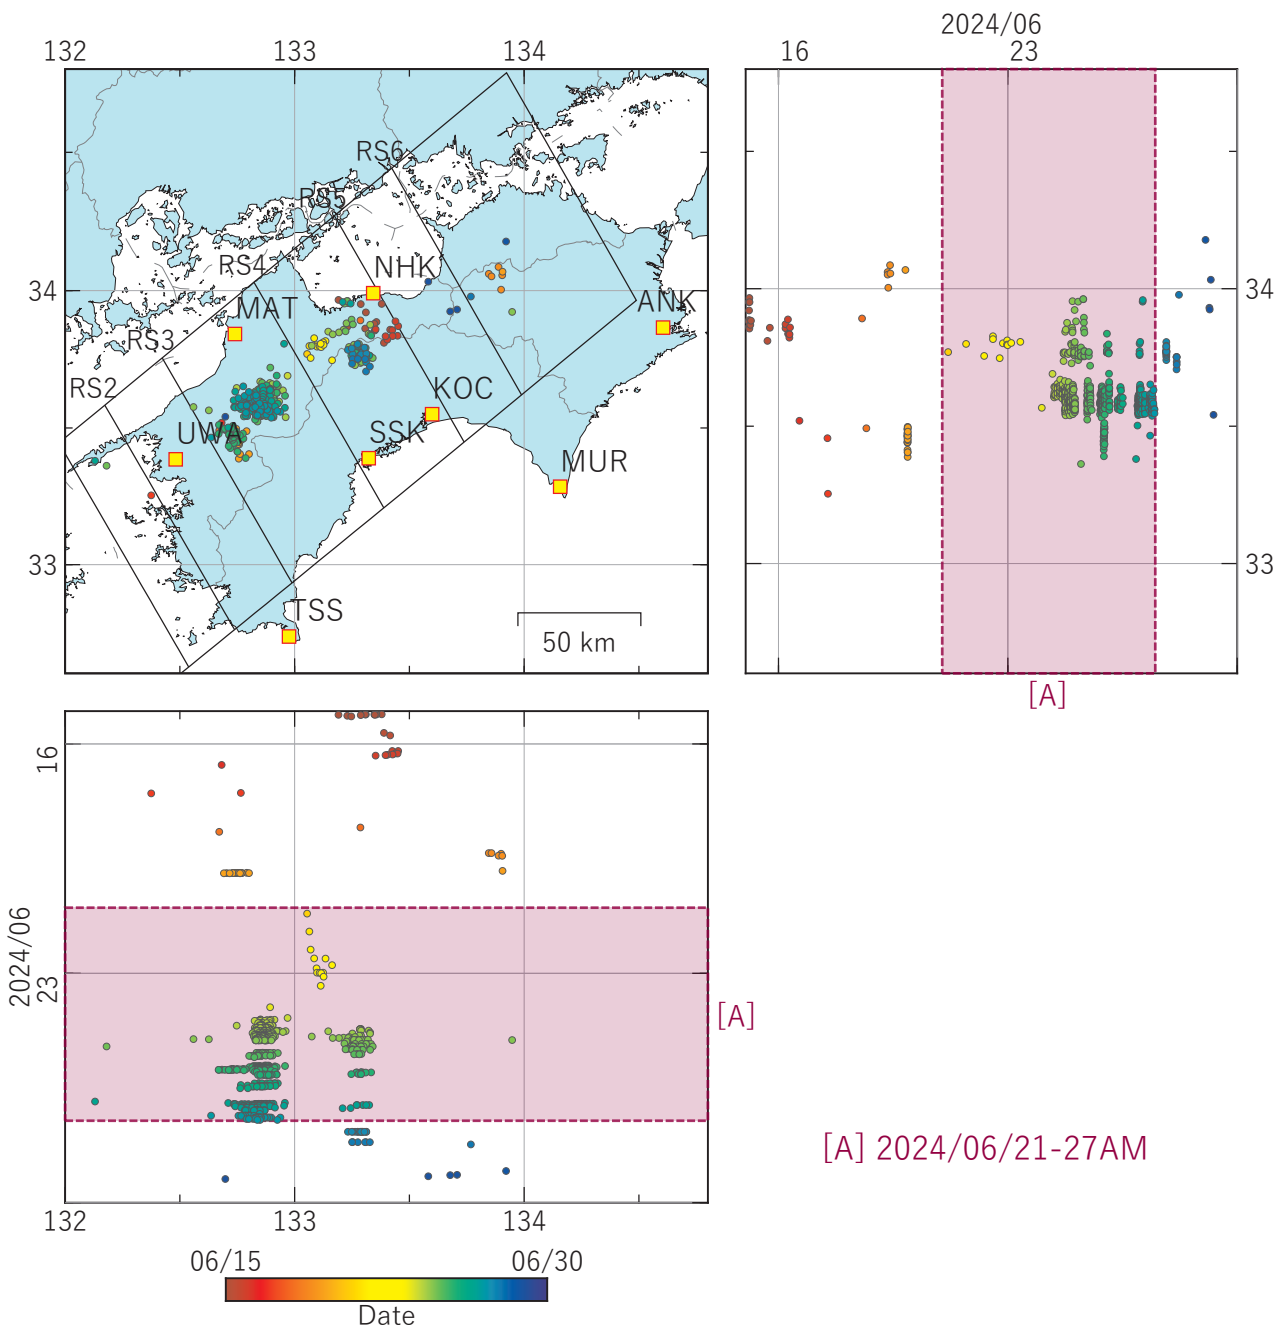 2024/06
132 133 134
16 23
RS6
RS5
RS4
NHK
34
MAT
ANK
34
RS3
RS2
KOC
UWA
SSK
MUR
33
33
TSS
50 km
[A]
16
2024/06
23
[A]
[A] 2024/06/21-27AM
132 133 134
06/15 06/30
Date